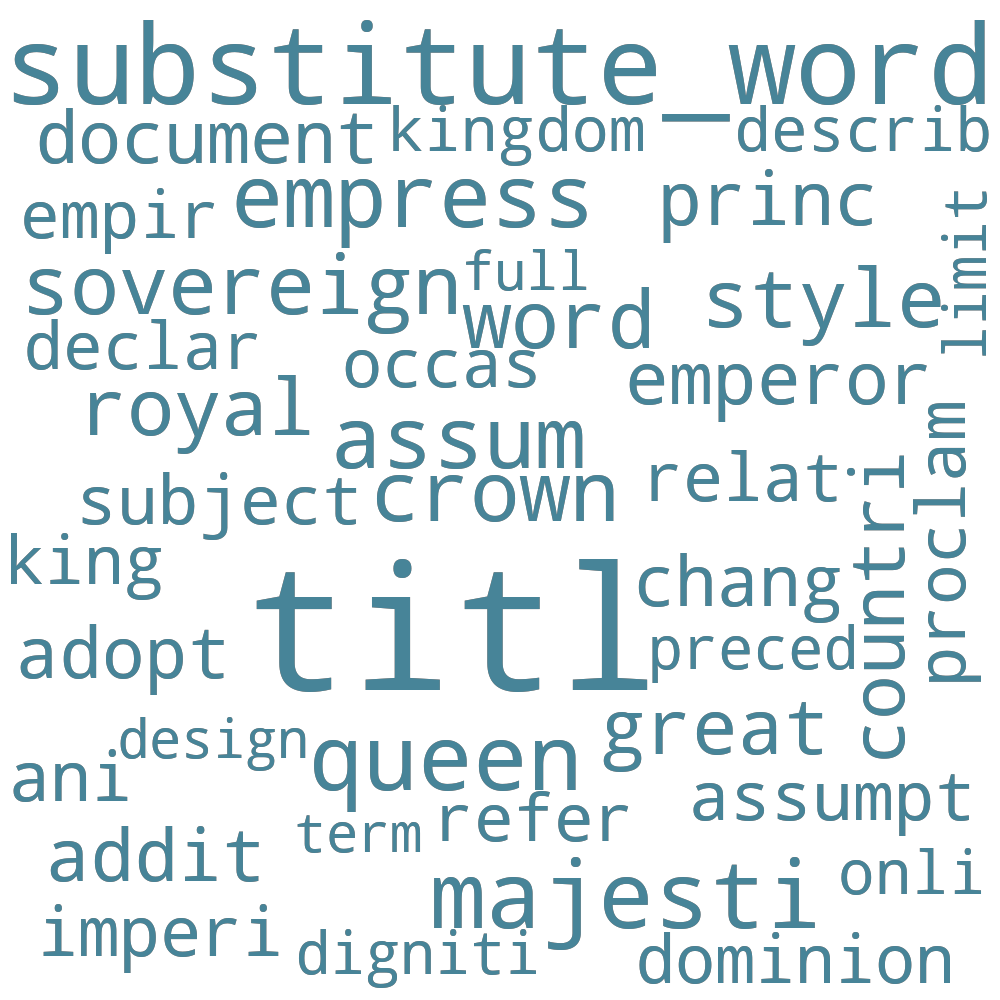 substitute_word
document kingdom describ
empir empress princ
limit
sovereign full
word style
declar occas
emperor
royal assum
proclam
subject crown relat
countri
king chang
titl
adopt preced
design queen great
ani assumpt
term refer
addit majesti onli
imperi digniti dominion